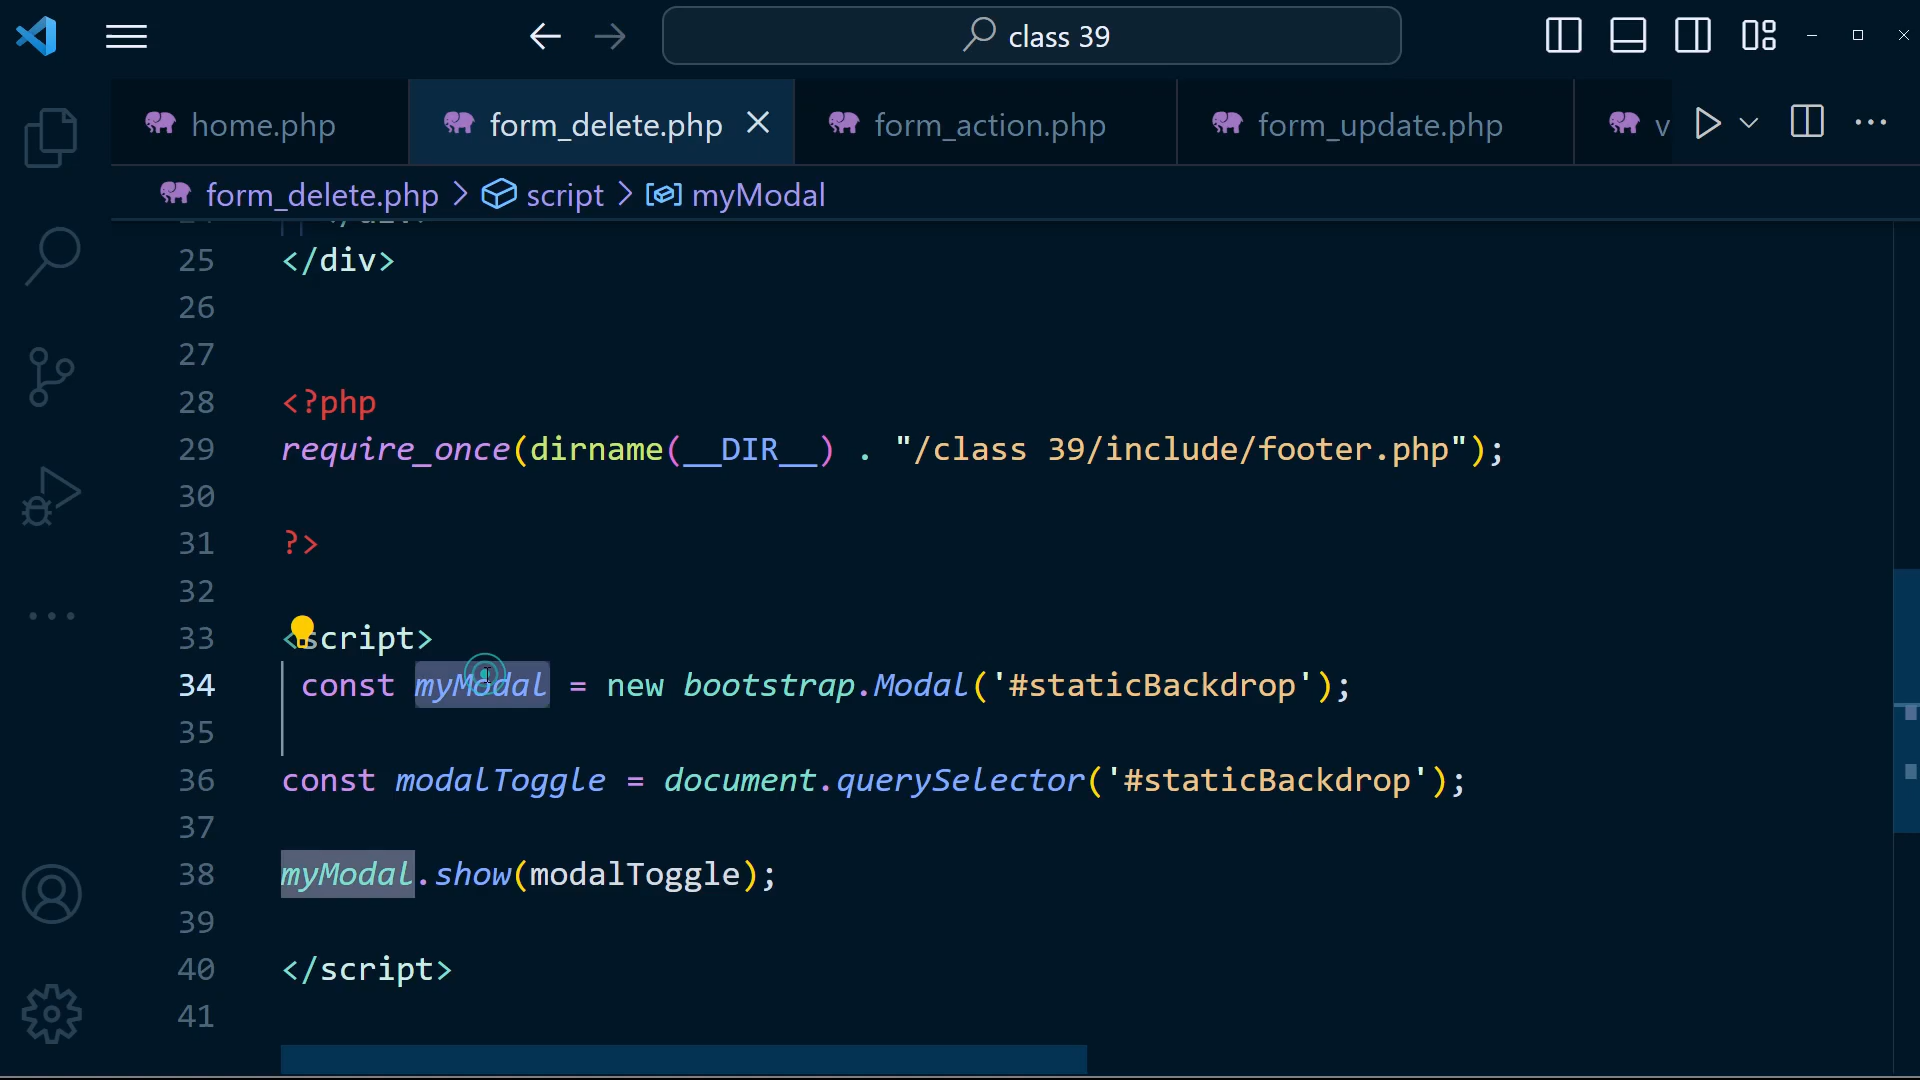 class 39
home.php
form_delete.php
form_action.php
form_update.php
v
form_delete.php > script > myModal
25 </div>
26
27
28 <?php
29 require_once(dirname(__DIR__) . "/class 39/include/footer.php");
30
31 ?>
32
33 <script>
34 const myModal = new bootstrap.Modal('#staticBackdrop');
35
36 const modalToggle = document.querySelector('#staticBackdrop');
37
38 myModal.show(modalToggle);
39
40 </script>
41